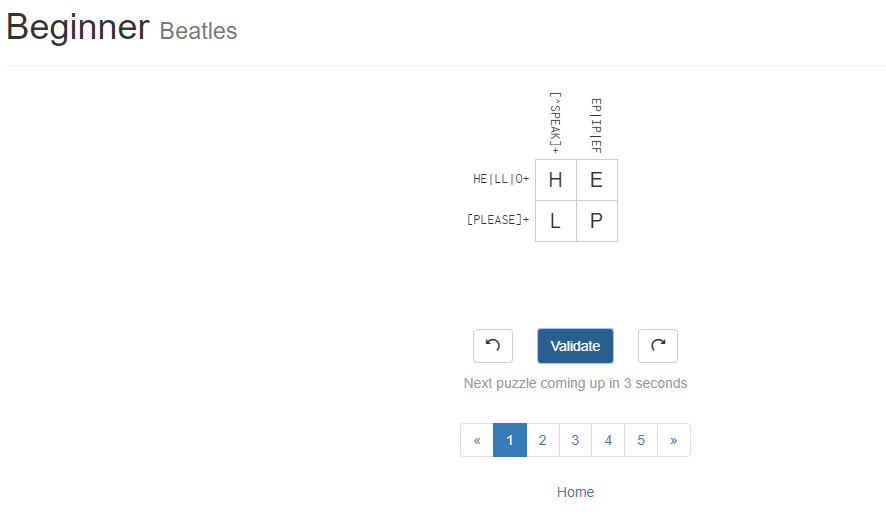 Beginner Beatles
[^SPEAK]+
EP|IP|EF
HE|LL|O+ H E
[PLEASE]+ L P
Validate
Next puzzle coming up in 3 seconds
« 1 2 3 4 5 »
Home